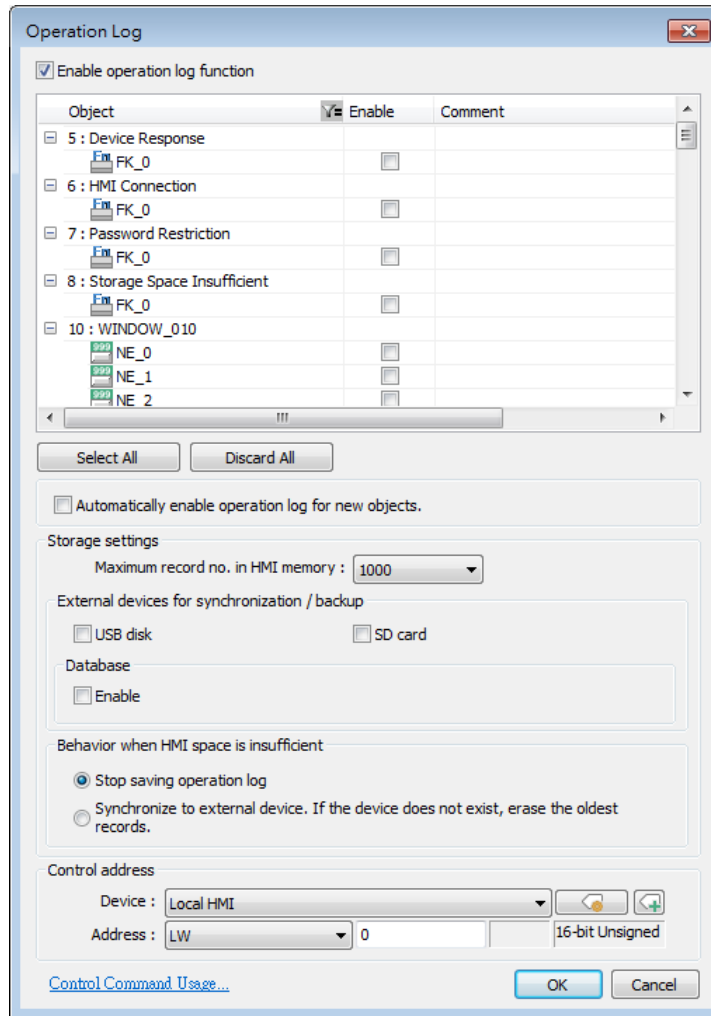 Operation Log
Enable operation log function
Object Enable Comment
5 : Device Response
FK_0
6 : HMI Connection
FK_0
7 : Password Restriction
FK_0
8 : Storage Space Insufficient
FK_0
10 : WINDOW_010
NE_0
NE_1
NE_2
Select All Discard All
Automatically enable operation log for new objects.
Storage settings
Maximum record no. in HMI memory : 1000
External devices for synchronization / backup
USB disk SD card
Database
Enable
Behavior when HMI space is insufficient
Stop saving operation log
Synchronize to external device. If the device does not exist, erase the oldest
records.
Control address
Device : Local HMI
Address : LW 0 16-bit Unsigned
Control Command Usage... OK Cancel